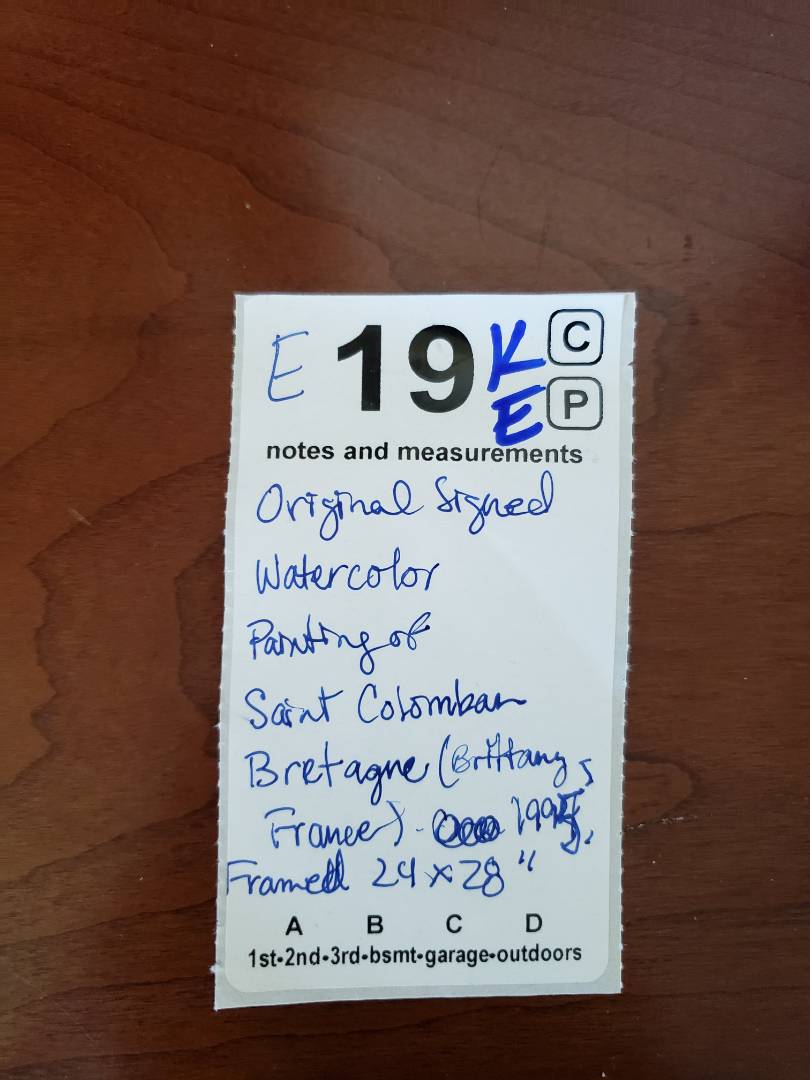 E 19 K C
E P
notes and measurements
Original Signed
Watercolor
Painting of
Saint Colomban
Bretagne (Brittany,
France)
Framed 24 x 28 "
A B C D
1st•2nd•3rd•bsmt•garage•outdoors